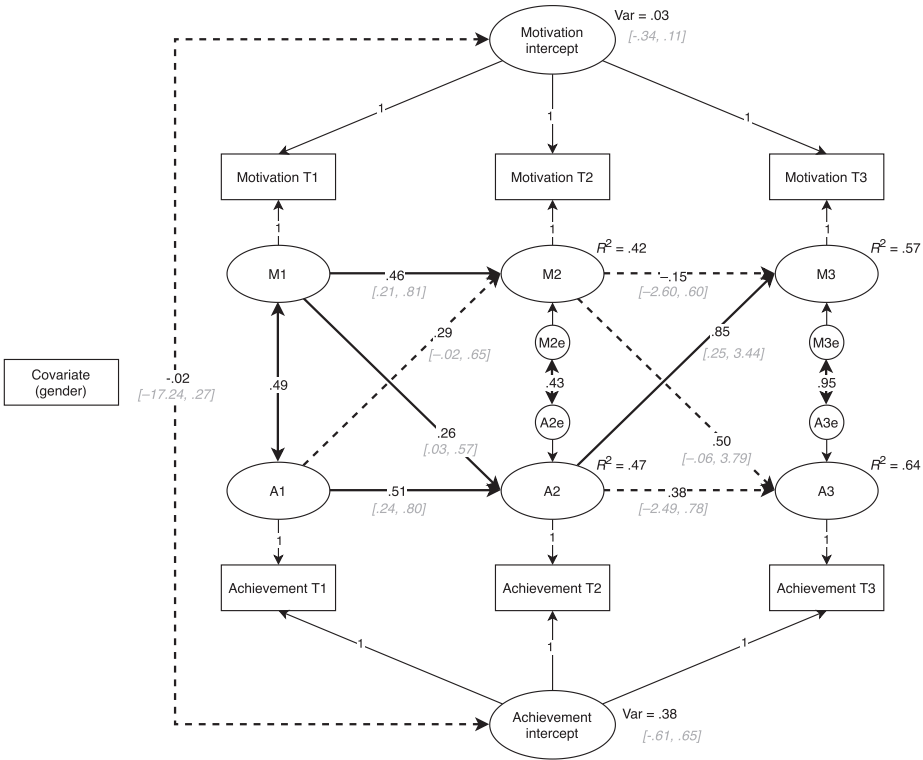 Motivation
intercept
Var = .03
[-.34, .11]
1
1
1
Motivation T1
Motivation T2
Motivation T3
1
1
1
R² = .42
R² = .57
M1
.46
[.21, .81]
M2
–.15
[–2.60, .60]
M3
.29
[–.02, .65]
M2e
.85
[.25, 3.44]
M3e
Covariate
(gender)
-.02
[–17.24, .27]
.49
.43
.95
A2e
A3e
.26
[.03, .57]
.50
[–.06, 3.79]
R² = .47
R² = .64
A1
.51
[.24, .80]
A2
.38
[–2.49, .78]
A3
1
1
1
Achievement T1
Achievement T2
Achievement T3
1
1
1
Achievement
intercept
Var = .38
[-.61, .65]